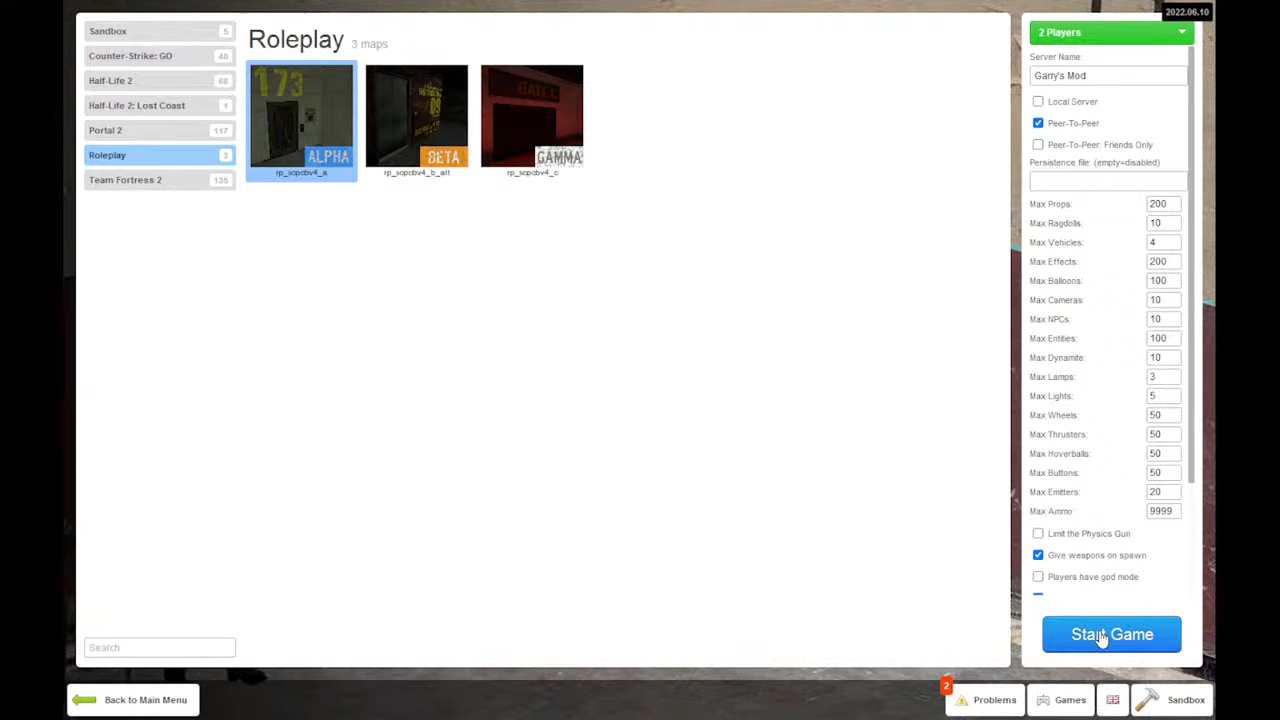 2022.06.10
Sandbox 5
Counter-Strike: GO 40
Half-Life 2 68
Half-Life 2: Lost Coast 1
Portal 2 117
Roleplay 3
Team Fortress 2 135
Search
Roleplay 3 maps
173
ALPHA
rp_scpcbv4_a
09
BETA
rp_scpcbv4_b_alt
GATE
GAMMA
rp_scpcbv4_c
2 Players
Server Name:
Garry's Mod
Local Server
Peer-To-Peer
Peer-To-Peer: Friends Only
Persistence file: (empty=disabled)
Max Props: 200
Max Ragdolls: 10
Max Vehicles: 4
Max Effects: 200
Max Balloons: 100
Max Cameras: 10
Max NPCs: 10
Max Entities: 100
Max Dynamite: 10
Max Lamps: 3
Max Lights: 5
Max Wheels: 50
Max Thrusters: 50
Max Hoverballs: 50
Max Buttons: 50
Max Emitters: 20
Max Ammo: 9999
Limit the Physics Gun
Give weapons on spawn
Players have god mode
Start Game
Back to Main Menu
2
Problems
Games
Sandbox